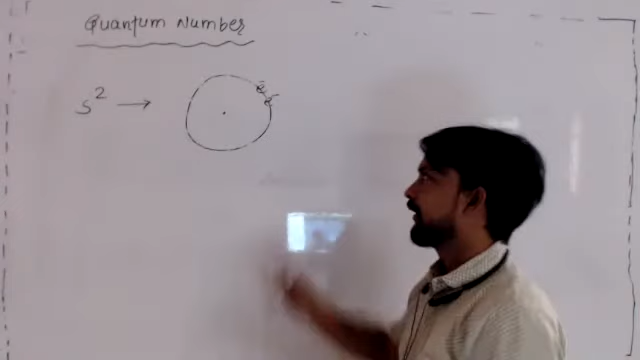 Quantum Number
s² →
e⁻
e⁻